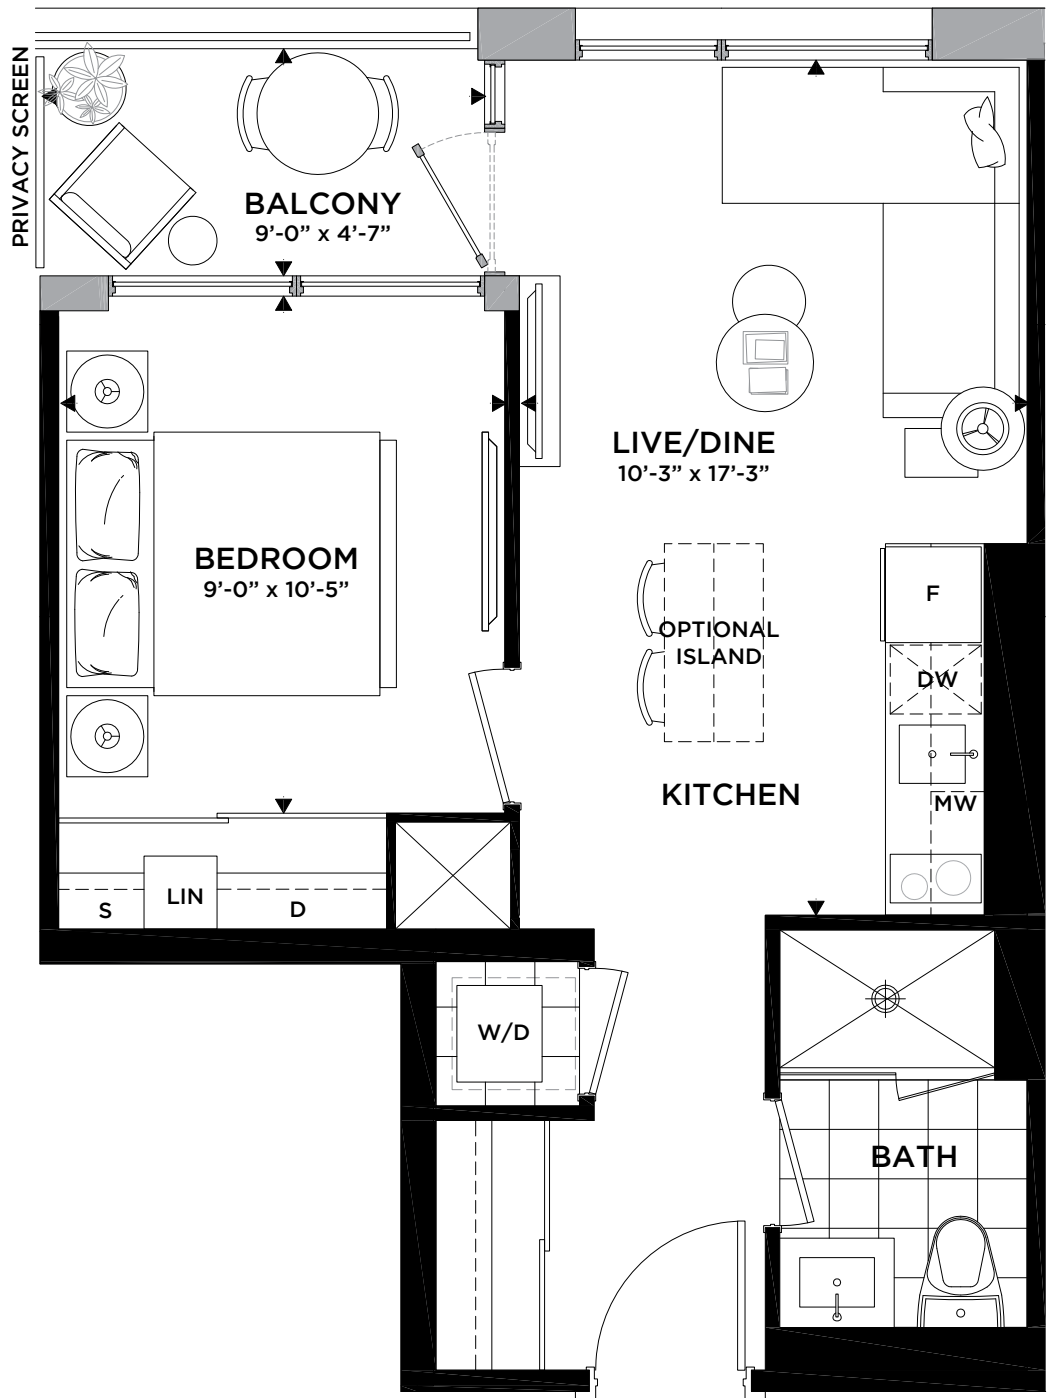 PRIVACY SCREEN
BALCONY
9’-0” x 4’-7”
LIVE/DINE
10’-3” x 17’-3”
BEDROOM
9’-0” x 10’-5”
F
OPTIONAL
ISLAND
DW
KITCHEN
MW
LIN
S
D
W/D
BATH